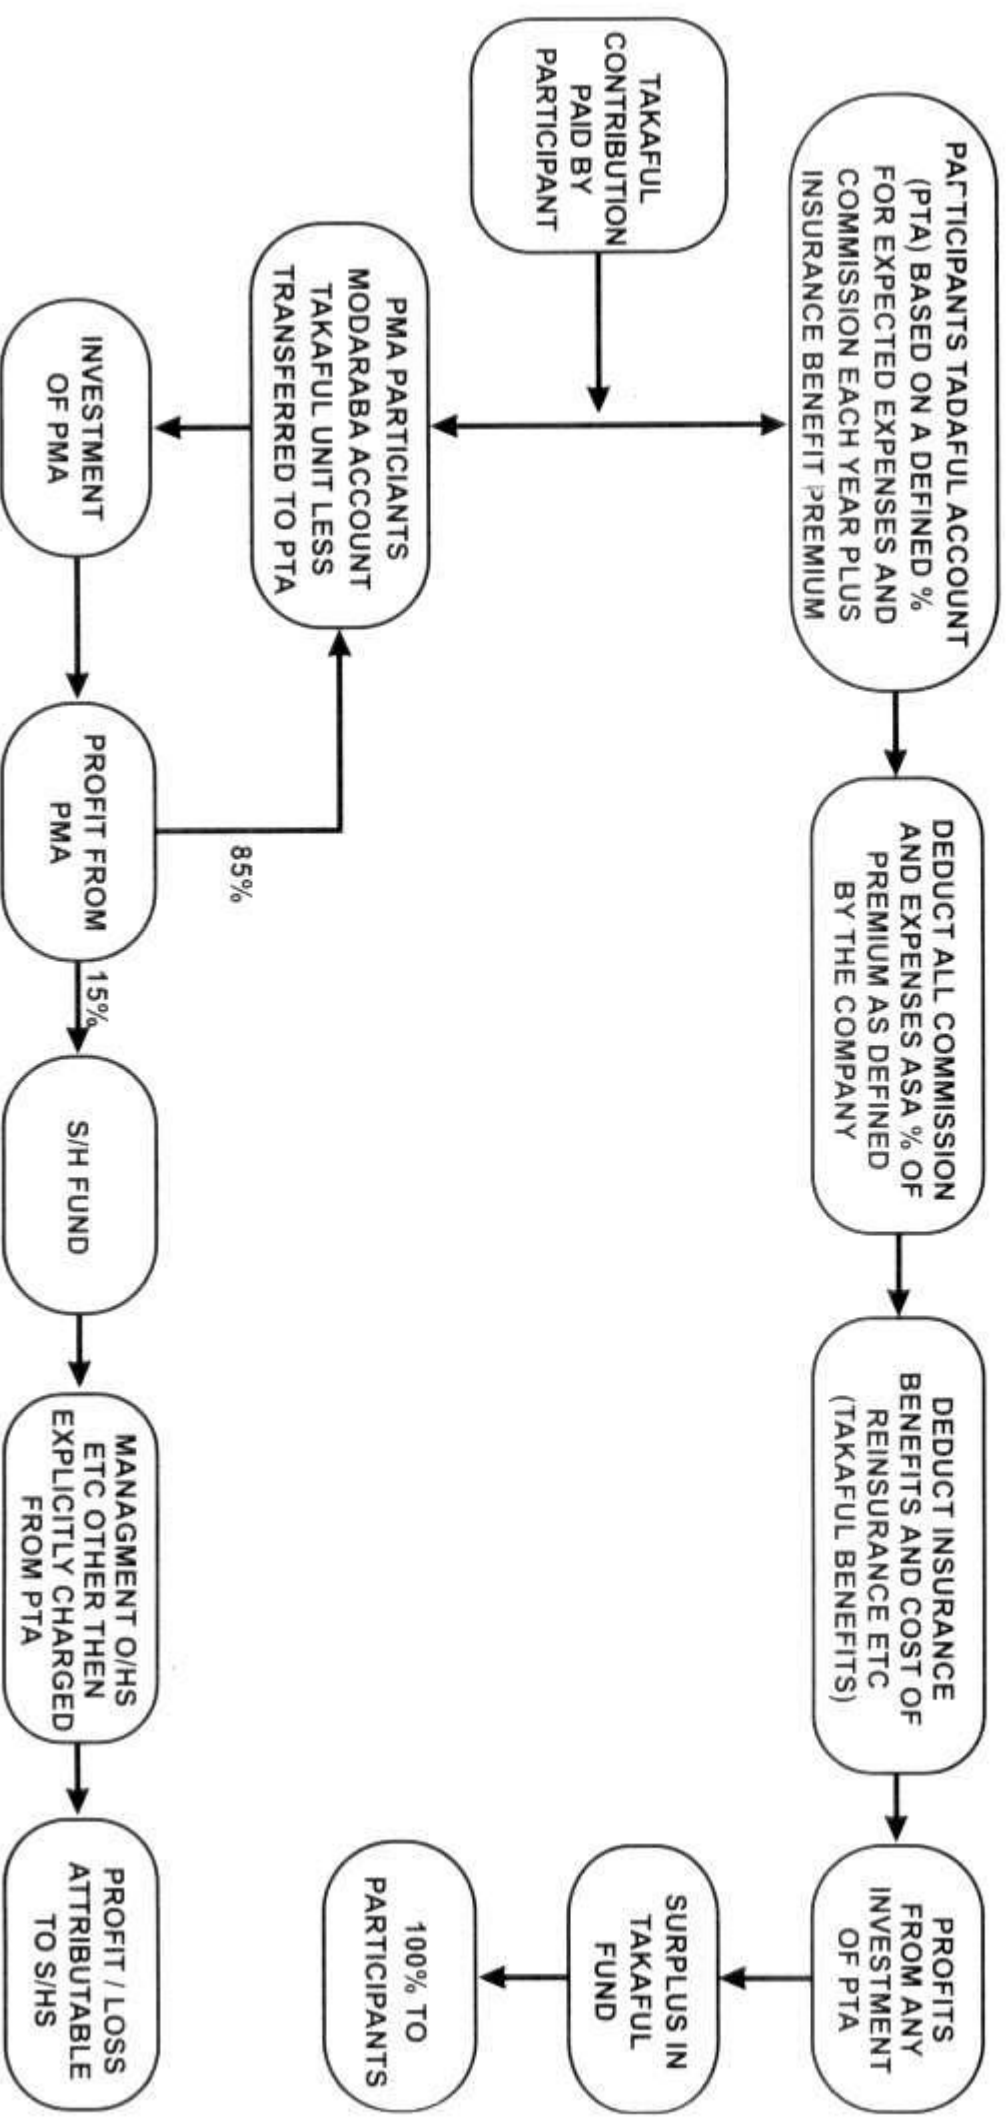 TAKAFUL
CONTRIBUTION
PAID BY
PARTICIPANT
PARTICIPANTS TADAFUL ACCOUNT
(PTA) BASED ON A DEFINED %
FOR EXPECTED EXPENSES AND
COMMISSION EACH YEAR PLUS
INSURANCE BENEFIT PREMIUM
DEDUCT ALL COMMISSION
AND EXPENSES ASA % OF
PREMIUM AS DEFINED
BY THE COMPANY
DEDUCT INSURANCE
BENEFITS AND COST OF
REINSURANCE ETC
(TAKAFUL BENEFITS)
PROFITS
FROM ANY
INVESTMENT
OF PTA
SURPLUS IN
TAKAFUL
FUND
100% TO
PARTICIPANTS
PMA PARTICIANTS
MODARABA ACCOUNT
TAKAFUL UNIT LESS
TRANSFERRED TO PTA
INVESTMENT
OF PMA
PROFIT FROM
PMA
85%
15%
S/H FUND
MANAGMENT O/HS
ETC OTHER THEN
EXPLICITLY CHARGED
FROM PTA
PROFIT / LOSS
ATTRIBUTABLE
TO S/HS